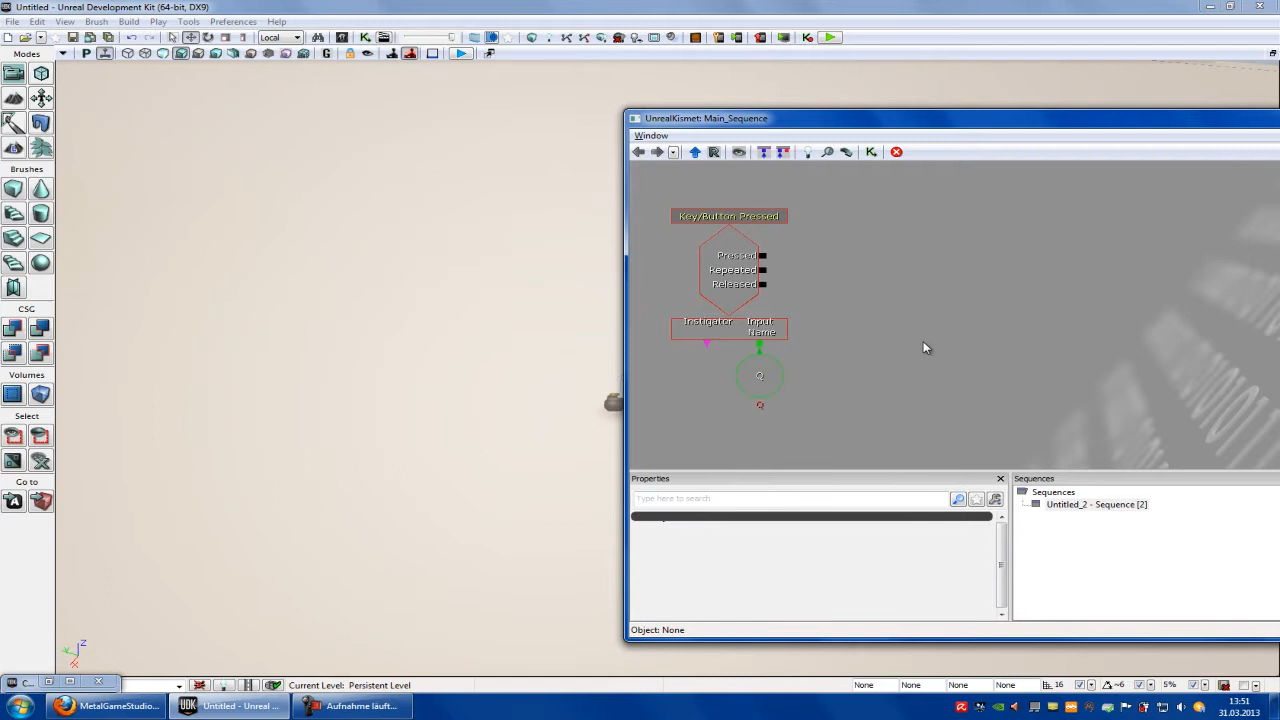 Untitled - Unreal Development Kit (64-bit, DX9)
File Edit View Brush Build Play Tools Preferences Help
Local
Modes
Brushes
CSG
Volumes
Select
Go to
UnrealKismet: Main_Sequence
Window
Key/Button Pressed
Pressed
Repeated
Released
Instigator Input Name
Q
Properties
Type here to search
Sequences
Sequences
Untitled_2 - Sequence [2]
Object: None
C...
Current Level: Persistent Level
None None None None 16 ~6 5%
MetalGameStudio...
Untitled - Unreal ...
Aufnahme läuft...
DE
13:51
31.03.2013